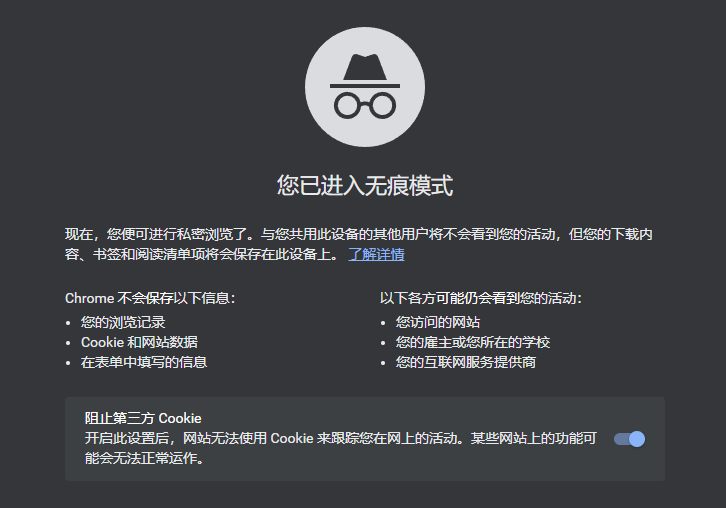 您已进入无痕模式
现在，您便可进行私密浏览了。与您共用此设备的其他用户将不会看到您的活动，但您的下载内
容、书签和阅读清单项将会保存在此设备上。 了解详情
Chrome 不会保存以下信息：
• 您的浏览记录
• Cookie 和网站数据
• 在表单中填写的信息
以下各方可能仍会看到您的活动：
• 您访问的网站
• 您的雇主或您所在的学校
• 您的互联网服务提供商
阻止第三方 Cookie
开启此设置后，网站无法使用 Cookie 来跟踪您在网上的活动。某些网站上的功能可
能会无法正常运作。